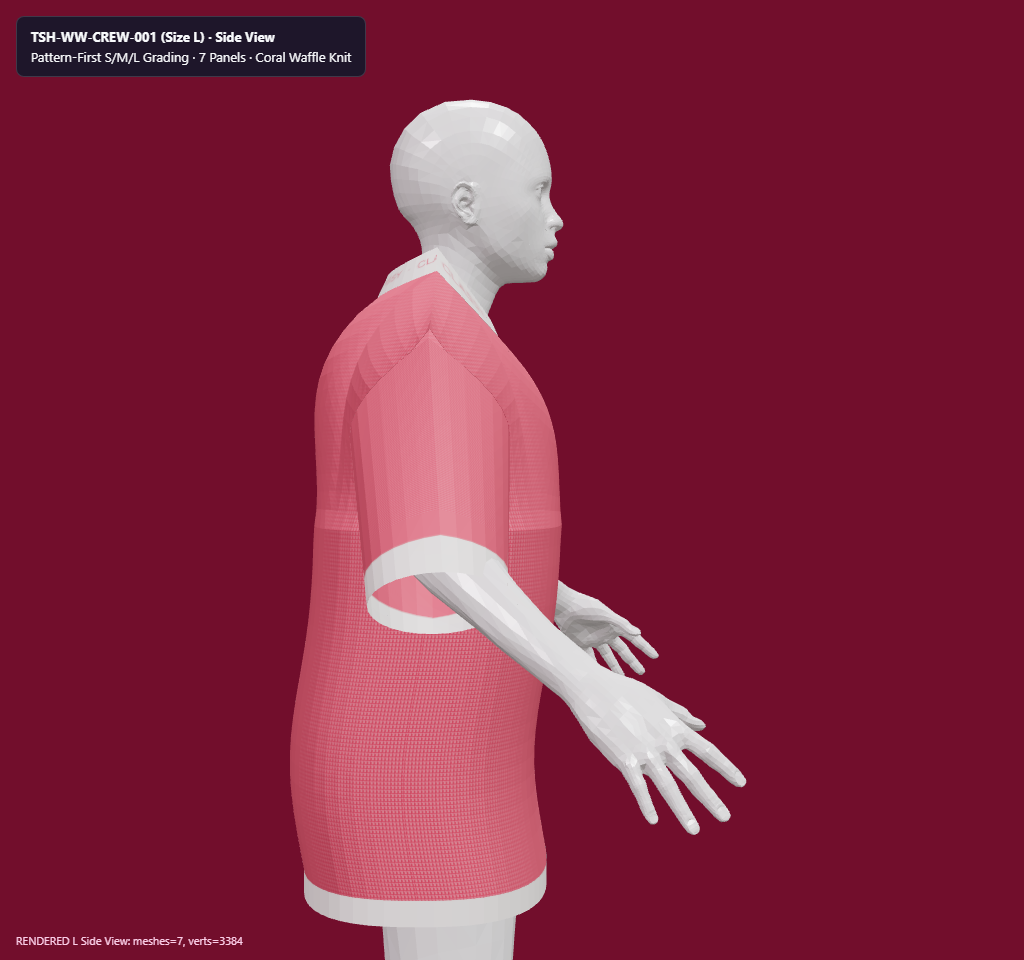 TSH-WW-CREW-001 (Size L) · Side View
Pattern-First S/M/L Grading · 7 Panels · Coral Waffle Knit
RENDERED L Side View: meshes=7, verts=3384